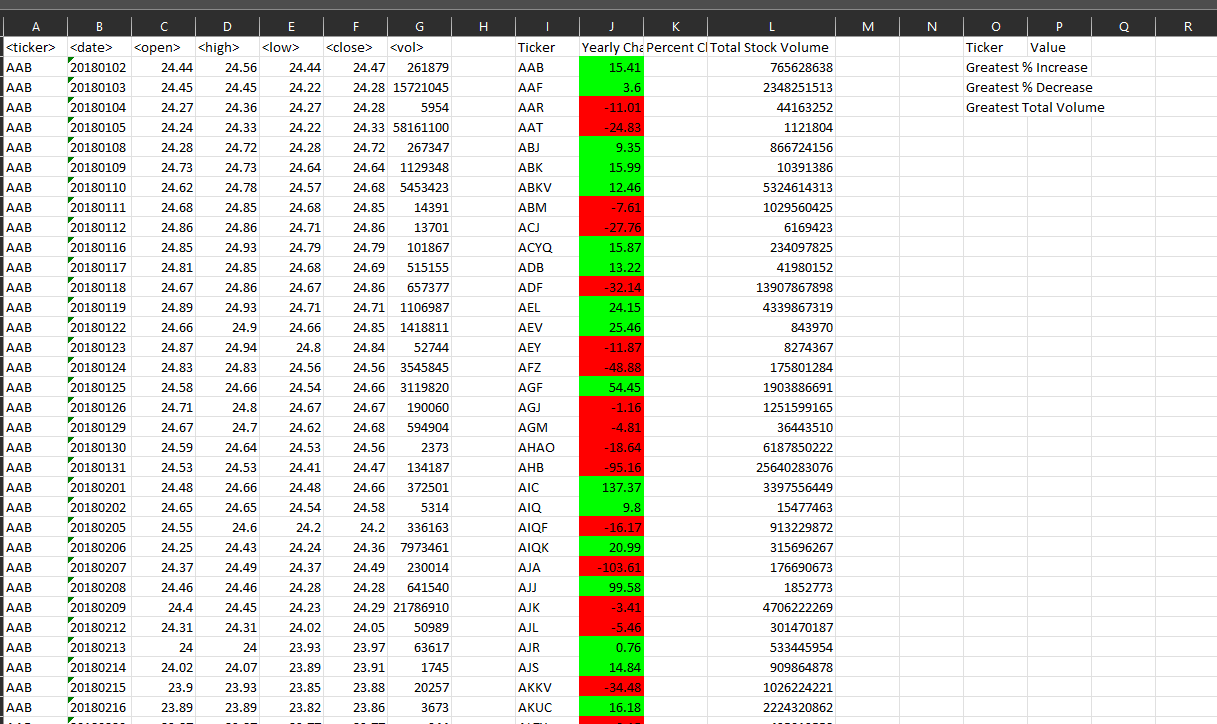 A B C D E F G H I J K L M N O P Q R
<ticker> <date> <open> <high> <low> <close> <vol> Ticker Yearly Cha Percent Cl Total Stock Volume Ticker Value
AAB 20180102 24.44 24.56 24.44 24.47 261879 AAB 15.41 765628638 Greatest % Increase
AAB 20180103 24.45 24.45 24.22 24.28 15721045 AAF 3.6 2348251513 Greatest % Decrease
AAB 20180104 24.27 24.36 24.27 24.28 5954 AAR -11.01 44163252 Greatest Total Volume
AAB 20180105 24.24 24.33 24.22 24.33 58161100 AAT -24.83 1121804
AAB 20180108 24.28 24.72 24.28 24.72 267347 ABJ 9.35 866724156
AAB 20180109 24.73 24.73 24.64 24.64 1129348 ABK 15.99 10391386
AAB 20180110 24.62 24.78 24.57 24.68 5453423 ABKV 12.46 5324614313
AAB 20180111 24.68 24.85 24.68 24.85 14391 ABM -7.61 1029560425
AAB 20180112 24.86 24.86 24.71 24.86 13701 ACJ -27.76 6169423
AAB 20180116 24.85 24.93 24.79 24.79 101867 ACYQ 15.87 234097825
AAB 20180117 24.81 24.85 24.68 24.69 515155 ADB 13.22 41980152
AAB 20180118 24.67 24.86 24.67 24.86 657377 ADF -32.14 13907867898
AAB 20180119 24.89 24.93 24.71 24.71 1106987 AEL 24.15 4339867319
AAB 20180122 24.66 24.9 24.66 24.85 1418811 AEV 25.46 843970
AAB 20180123 24.87 24.94 24.8 24.84 52744 AEY -11.87 8274367
AAB 20180124 24.83 24.83 24.56 24.56 3545845 AFZ -48.88 175801284
AAB 20180125 24.58 24.66 24.54 24.66 3119820 AGF 54.45 1903886691
AAB 20180126 24.71 24.8 24.67 24.67 190060 AGJ -1.16 1251599165
AAB 20180129 24.67 24.7 24.62 24.68 594904 AGM -4.81 36443510
AAB 20180130 24.59 24.64 24.53 24.56 2373 AHAO -18.64 6187850222
AAB 20180131 24.53 24.53 24.41 24.47 134187 AHB -95.16 25640283076
AAB 20180201 24.48 24.66 24.48 24.66 372501 AIC 137.37 3397556449
AAB 20180202 24.65 24.65 24.54 24.58 5314 AIQ 9.8 15477463
AAB 20180205 24.55 24.6 24.2 24.2 336163 AIQF -16.17 913229872
AAB 20180206 24.25 24.43 24.24 24.36 7973461 AIQK 20.99 315696267
AAB 20180207 24.37 24.49 24.37 24.49 230014 AJA -103.61 176690673
AAB 20180208 24.46 24.46 24.28 24.28 641540 AJJ 99.58 1852773
AAB 20180209 24.4 24.45 24.23 24.29 21786910 AJK -3.41 4706222269
AAB 20180212 24.31 24.31 24.02 24.05 50989 AJL -5.46 301470187
AAB 20180213 24 24 23.93 23.97 63617 AJR 0.76 533445954
AAB 20180214 24.02 24.07 23.89 23.91 1745 AJS 14.84 909864878
AAB 20180215 23.9 23.93 23.85 23.88 20257 AKKV -34.48 1026224221
AAB 20180216 23.89 23.89 23.82 23.86 3673 AKUC 16.18 2224320862